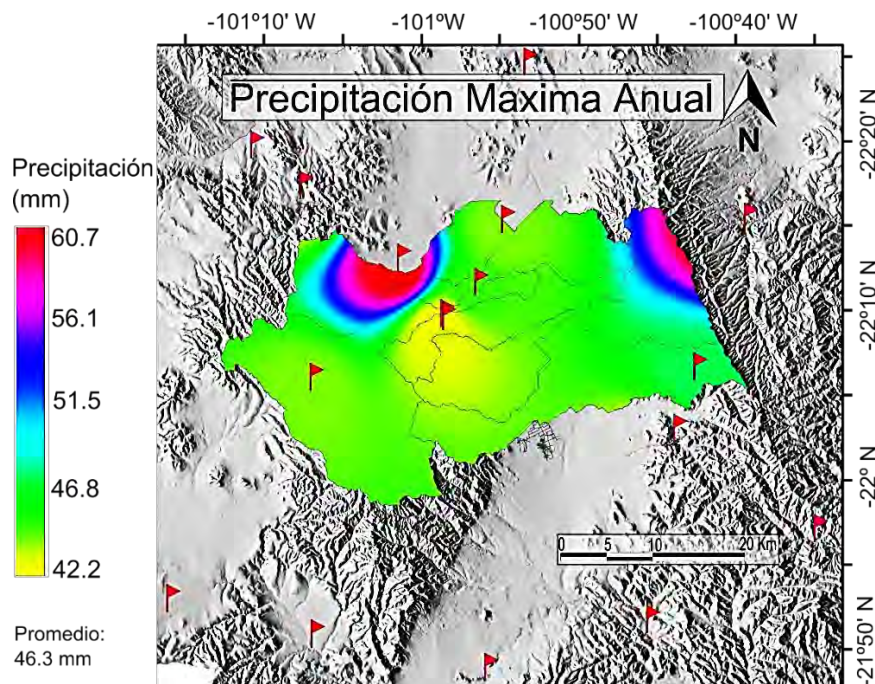 -101°10' W -101°9' W -100°50' W -100°40' W
Precipitación Maxima Anual
N
Precipitación
(mm)
60.7
56.1
51.5
46.8
42.2
Promedio:
46.3 mm
-22°20' N
-22°10' N
-22° N
-21°50' N
0 5 10 20 Km